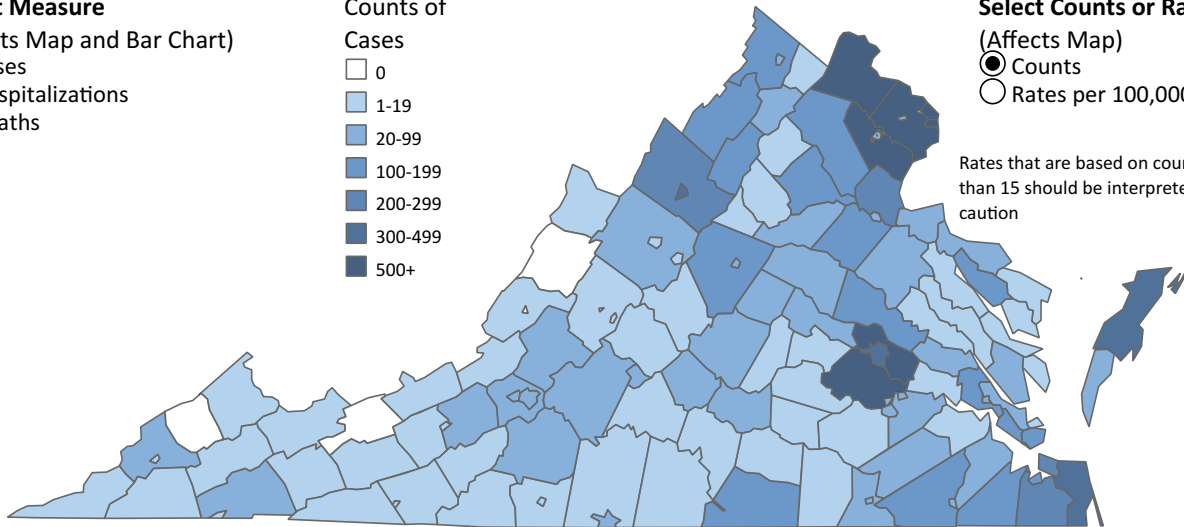 Measure
ts Map and Bar Chart)
ses
spitalizations
aths
Counts of
Cases
0
1-19
20-99
100-199
200-299
300-499
500+
Select Counts or Ra
(Affects Map)
Counts
Rates per 100,000
Rates that are based on cour
than 15 should be interprete
caution